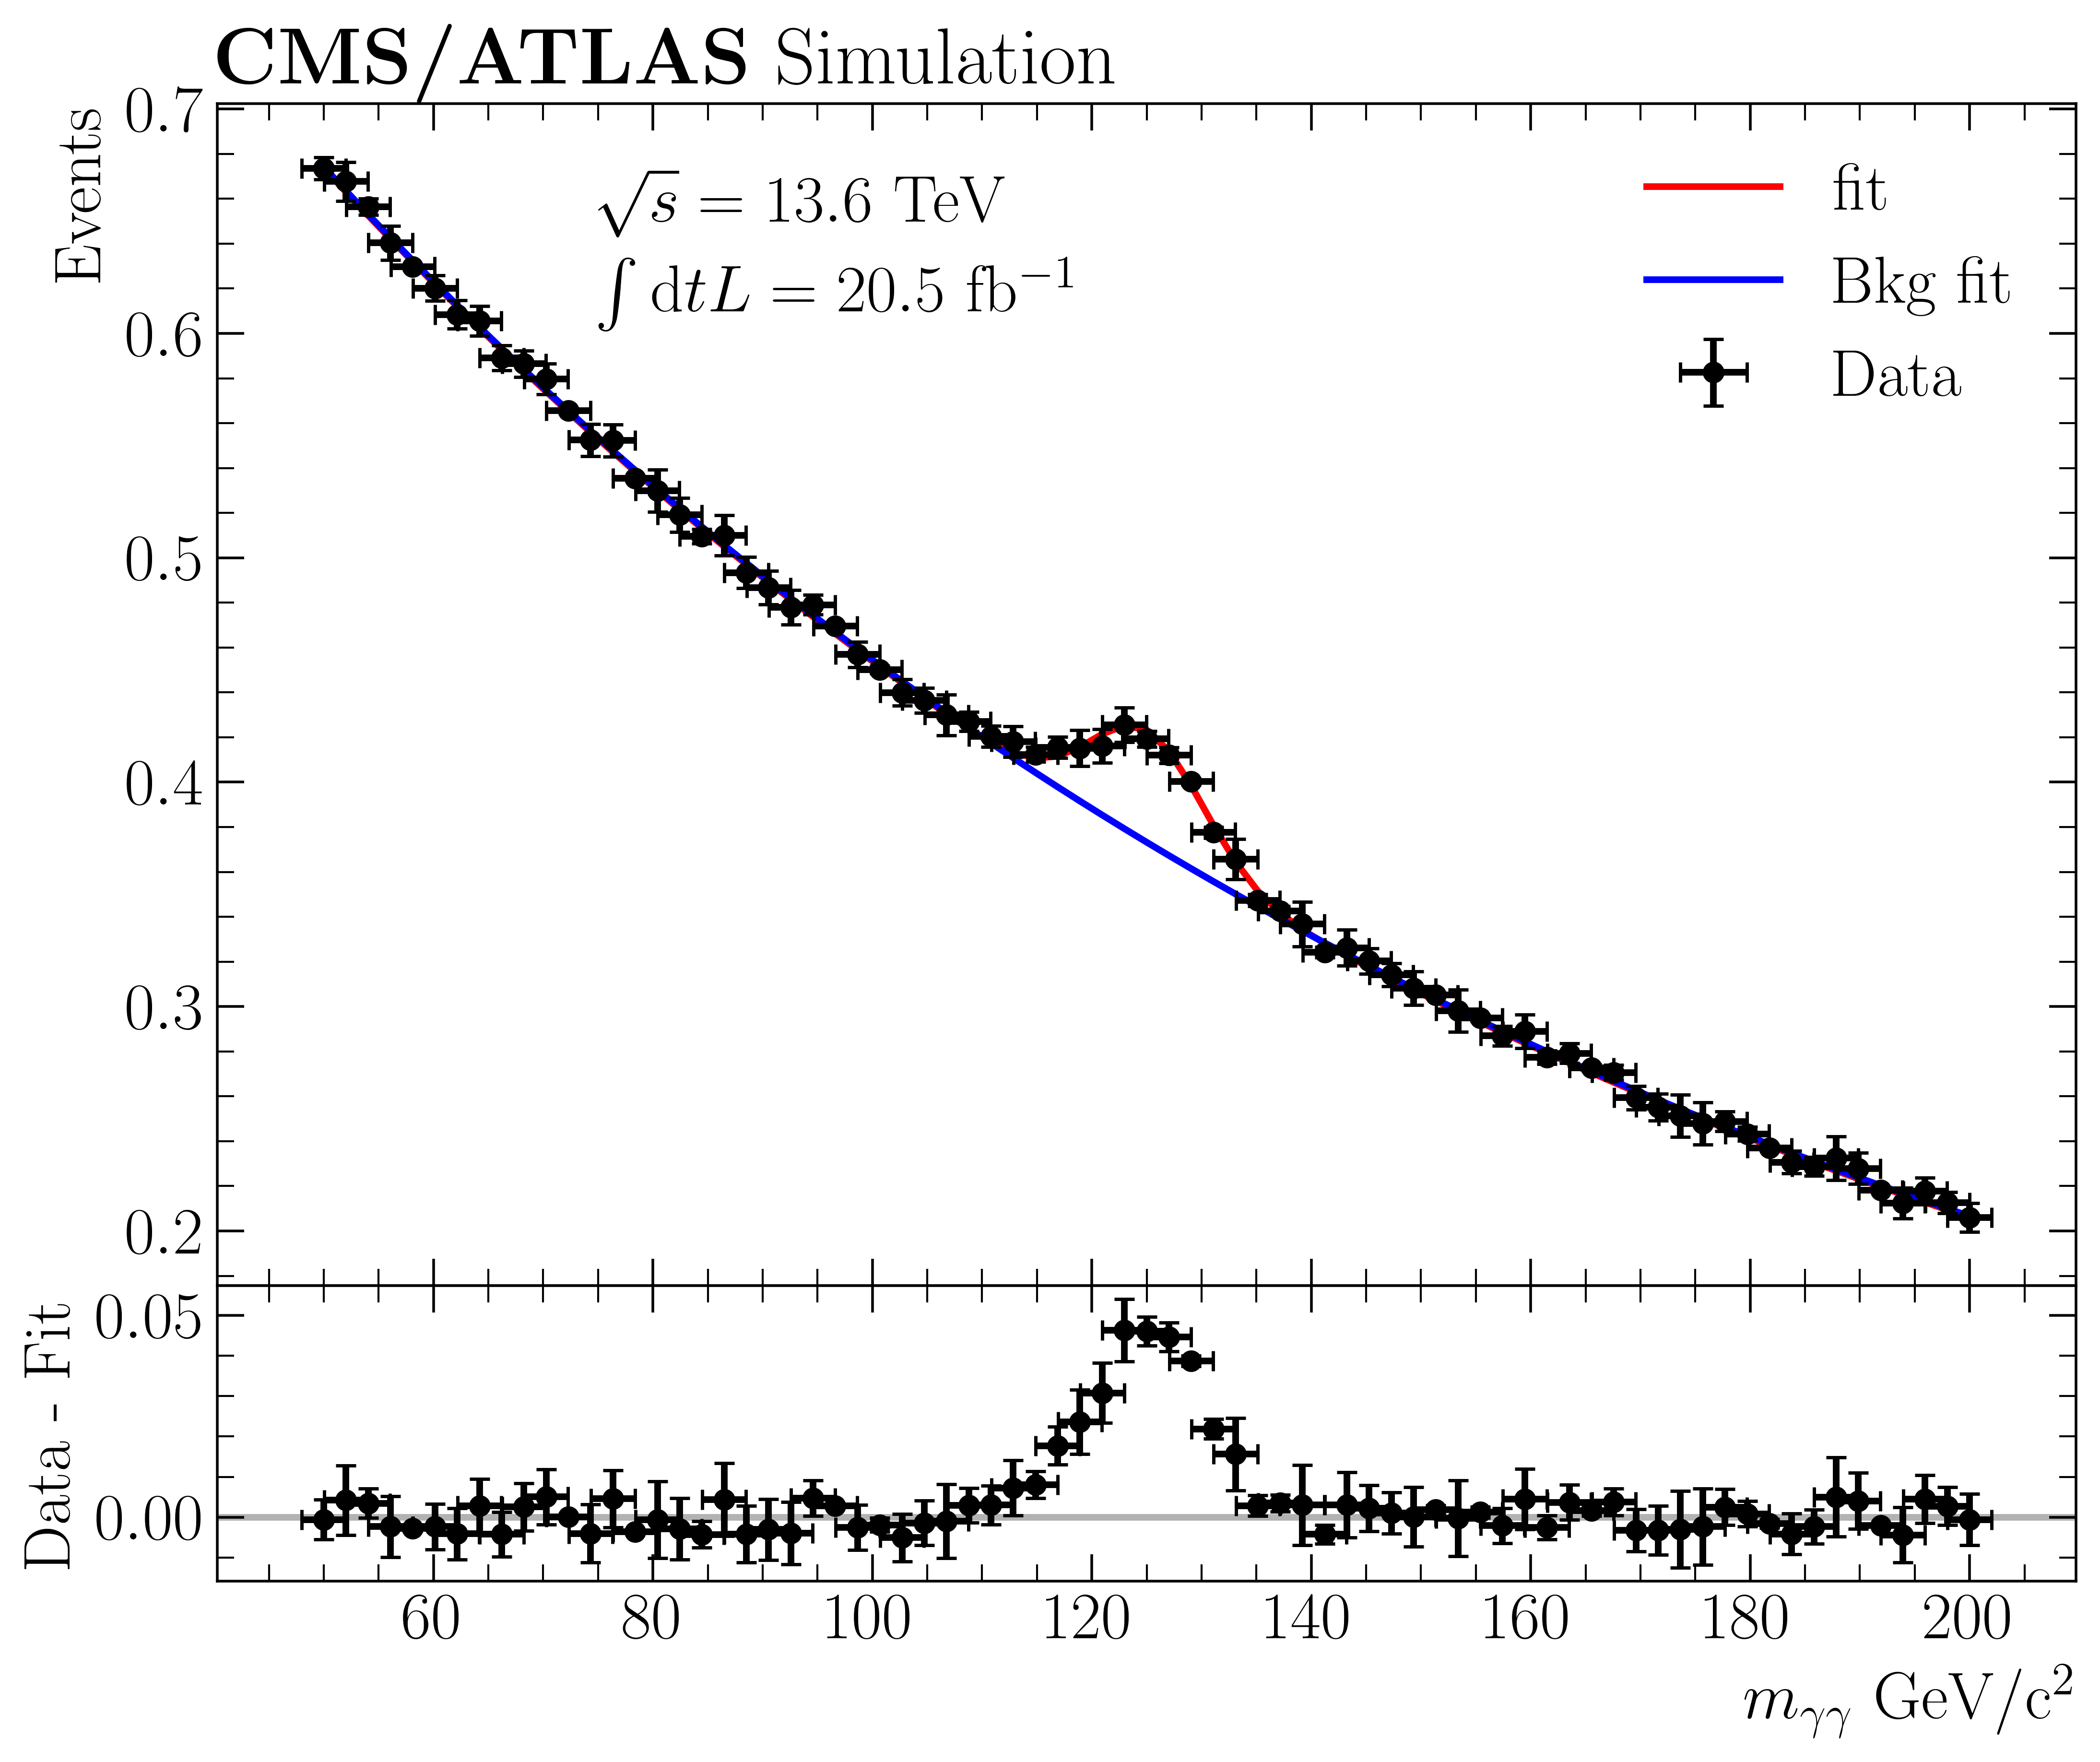 CMS/ATLAS Simulation
Events
0.7
0.6
0.5
0.4
0.3
0.2
√s = 13.6 TeV
∫ dtL = 20.5 fb⁻¹
fit
Bkg fit
Data
Data - Fit
0.05
0.00
60 80 100 120 140 160 180 200
mγγ GeV/c²